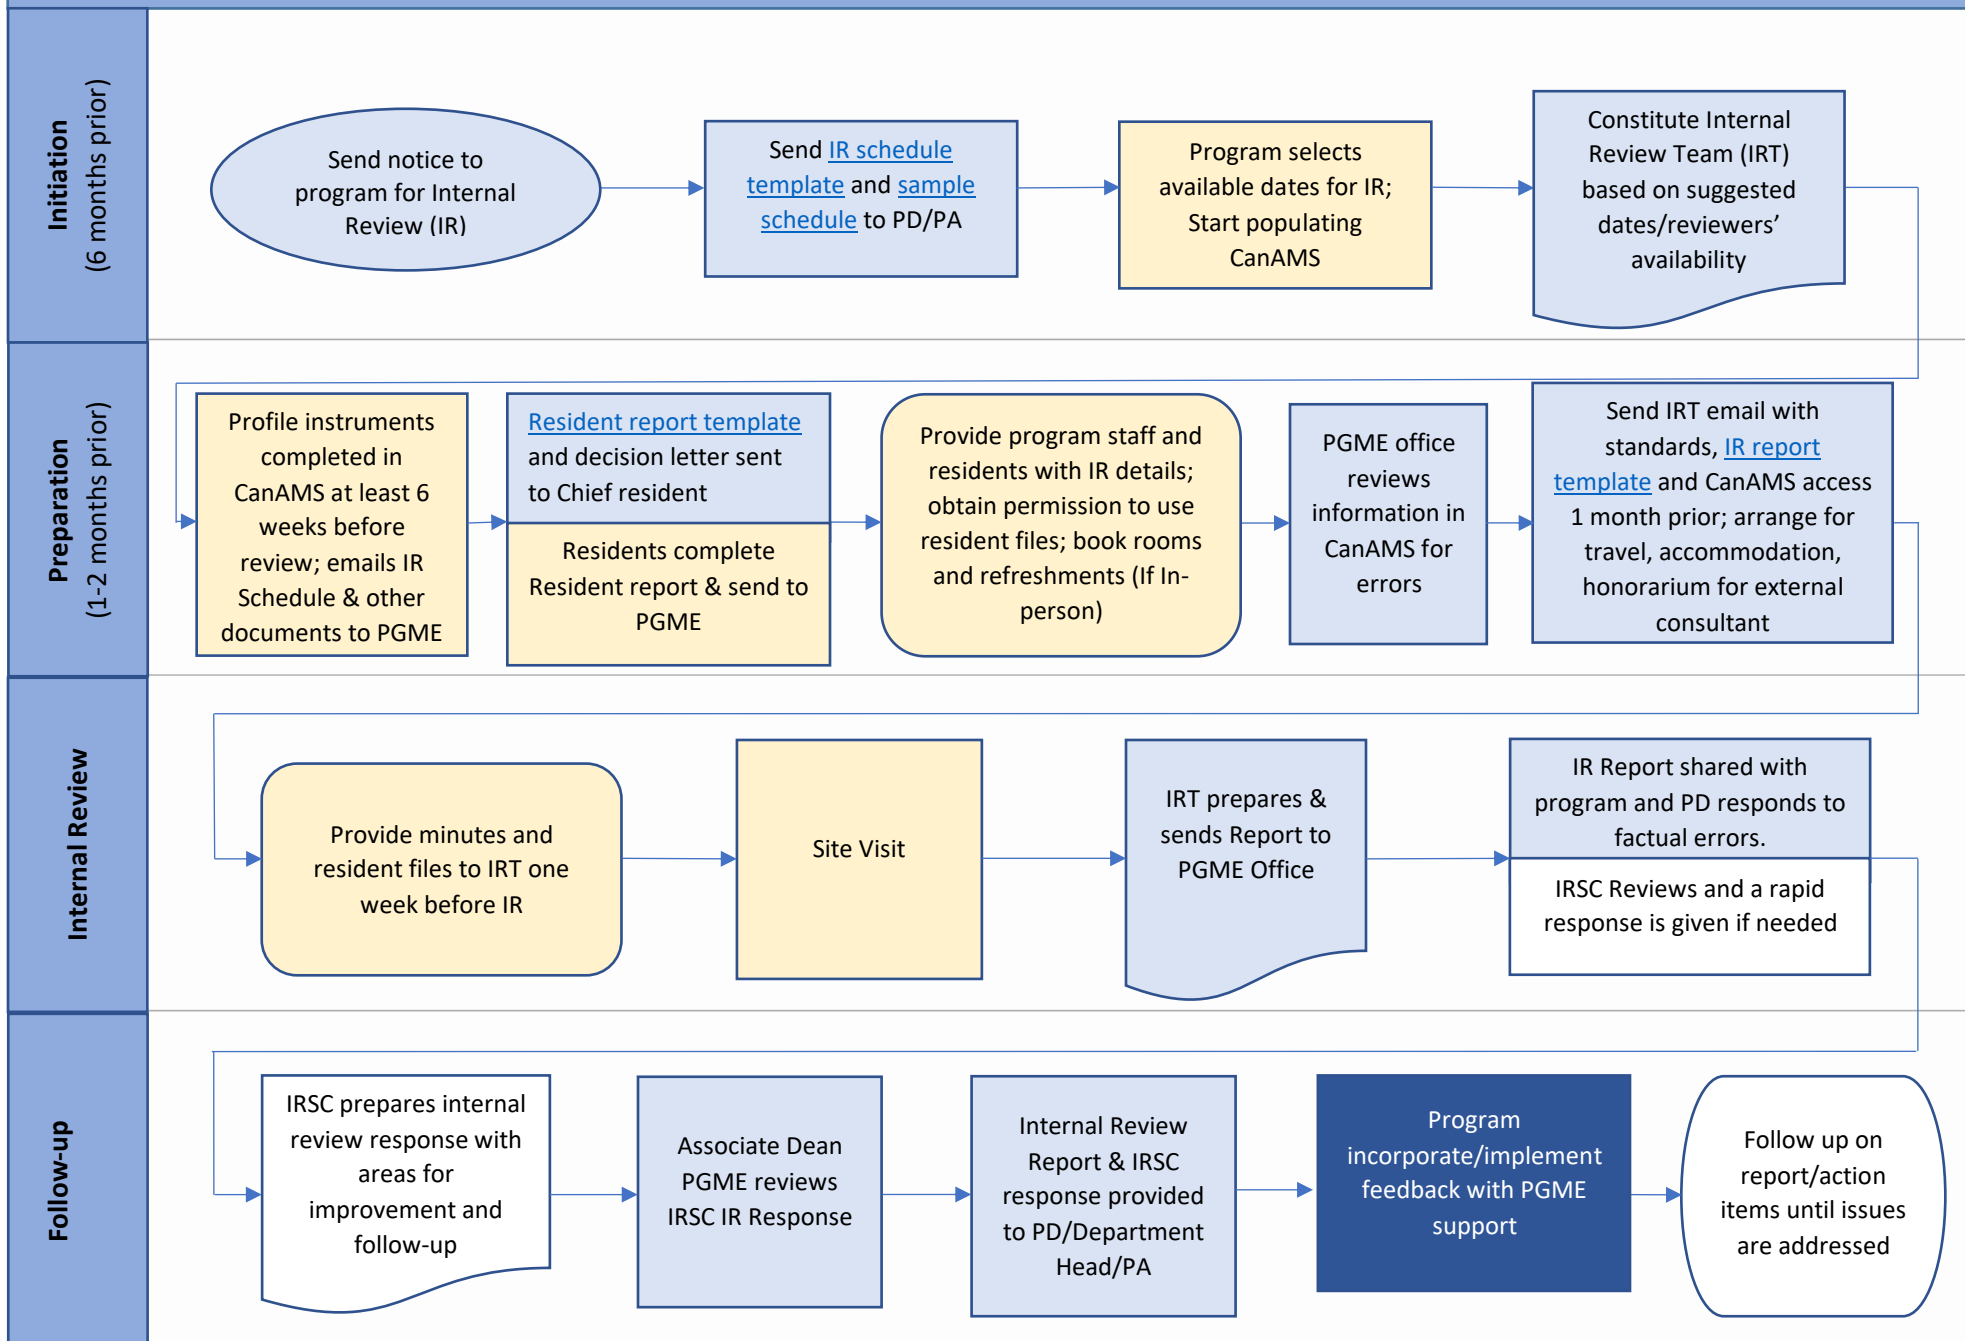 Initiation
(6 months prior)
Send notice to
program for Internal
Review (IR)
Send IR schedule
template and sample
schedule to PD/PA
Program selects
available dates for IR;
Start populating
CanAMS
Constitute Internal
Review Team (IRT)
based on suggested
dates/reviewers’
availability
Preparation
(1-2 months prior)
Profile instruments
completed in
CanAMS at least 6
weeks before
review; emails IR
Schedule & other
documents to PGME
Resident report template
and decision letter sent
to Chief resident
Residents complete
Resident report & send to
PGME
Provide program staff and
residents with IR details;
obtain permission to use
resident files; book rooms
and refreshments (If In-
person)
PGME office
reviews
information in
CanAMS for
errors
Send IRT email with
standards, IR report
template and CanAMS access
1 month prior; arrange for
travel, accommodation,
honorarium for external
consultant
Internal Review
Provide minutes and
resident files to IRT one
week before IR
Site Visit
IRT prepares &
sends Report to
PGME Office
IR Report shared with
program and PD responds to
factual errors.
IRSC Reviews and a rapid
response is given if needed
Follow-up
IRSC prepares internal
review response with
areas for
improvement and
follow-up
Associate Dean
PGME reviews
IRSC IR Response
Internal Review
Report & IRSC
response provided
to PD/Department
Head/PA
Program
incorporate/implement
feedback with PGME
support
Follow up on
report/action
items until issues
are addressed